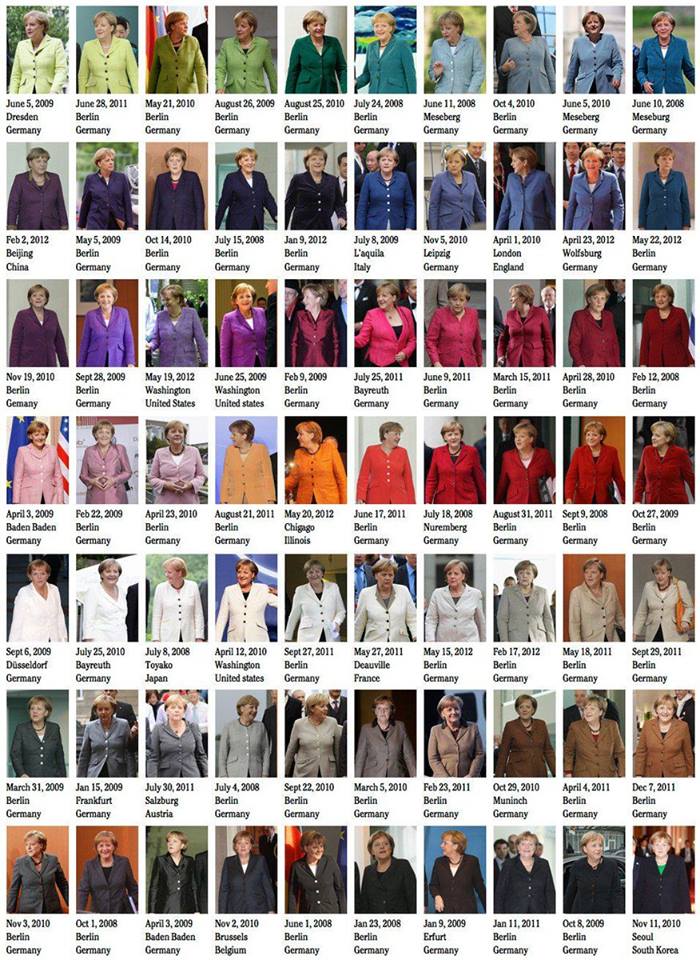 June 5, 2009
Dresden
Germany
June 28, 2011
Berlin
Germany
May 21, 2010
Berlin
Germany
August 26, 2009
Berlin
Germany
August 25, 2010
Berlin
Germany
July 24, 2008
Berlin
Germany
June 11, 2008
Meseberg
Germany
Oct 4, 2010
Berlin
Germany
June 5, 2010
Meseberg
Germany
June 10, 2008
Meseburg
Germany
Feb 2, 2012
Beijing
China
May 5, 2009
Berlin
Germany
Oct 14, 2010
Berlin
Germany
July 15, 2008
Berlin
Germany
Jan 9, 2012
Berlin
Germany
July 8, 2009
L'aquila
Italy
Nov 5, 2010
Leipzig
Germany
April 1, 2010
London
England
April 23, 2012
Wolfsburg
Germany
May 22, 2012
Berlin
Germany
Nov 19, 2010
Berlin
Gemany
Sept 28, 2009
Berlin
Germany
May 19, 2012
Washington
United States
June 25, 2009
Washington
United states
Feb 9, 2009
Berlin
Germany
July 25, 2011
Bayreuth
Germany
June 9, 2011
Berlin
Germany
March 15, 2011
Berlin
Germany
April 28, 2010
Berlin
Germany
Feb 12, 2008
Berlin
Germany
April 3, 2009
Baden Baden
Germany
Feb 22, 2009
Berlin
Germany
April 23, 2010
Berlin
Germany
August 21, 2011
Berlin
Germany
May 20, 2012
Chigago
Illinois
June 17, 2011
Berlin
Germany
July 18, 2008
Nuremberg
Germany
August 31, 2011
Berlin
Germany
Sept 9, 2008
Berlin
Germany
Oct 27, 2009
Berlin
Germany
Sept 6, 2009
Düsseldorf
Germany
July 25, 2010
Bayreuth
Germany
July 8, 2008
Toyako
Japan
April 12, 2010
Washington
United states
Sept 27, 2011
Berlin
Germany
May 27, 2011
Deauville
France
May 15, 2012
Berlin
Germany
Feb 17, 2012
Berlin
Germany
May 18, 2011
Berlin
Germany
Sept 29, 2011
Berlin
Germany
March 31, 2009
Berlin
Germany
Jan 15, 2009
Frankfurt
Germany
July 30, 2011
Salzburg
Austria
July 4, 2008
Berlin
Germany
Sept 22, 2010
Berlin
Germany
March 5, 2010
Berlin
Germany
Feb 23, 2011
Berlin
Germany
Oct 29, 2010
Muninch
Germany
April 4, 2011
Berlin
Germany
Dec 7, 2011
Berlin
Germany
Nov 3, 2010
Berlin
Germany
Oct 1, 2008
Berlin
Germany
April 3, 2009
Baden Baden
Germany
Nov 2, 2010
Brussels
Belgium
June 1, 2008
Berlin
Germany
Jan 23, 2008
Berlin
Germany
Jan 9, 2009
Erfurt
Germany
Jan 11, 2011
Berlin
Germany
Oct 8, 2009
Berlin
Germany
Nov 11, 2010
Seoul
South Korea